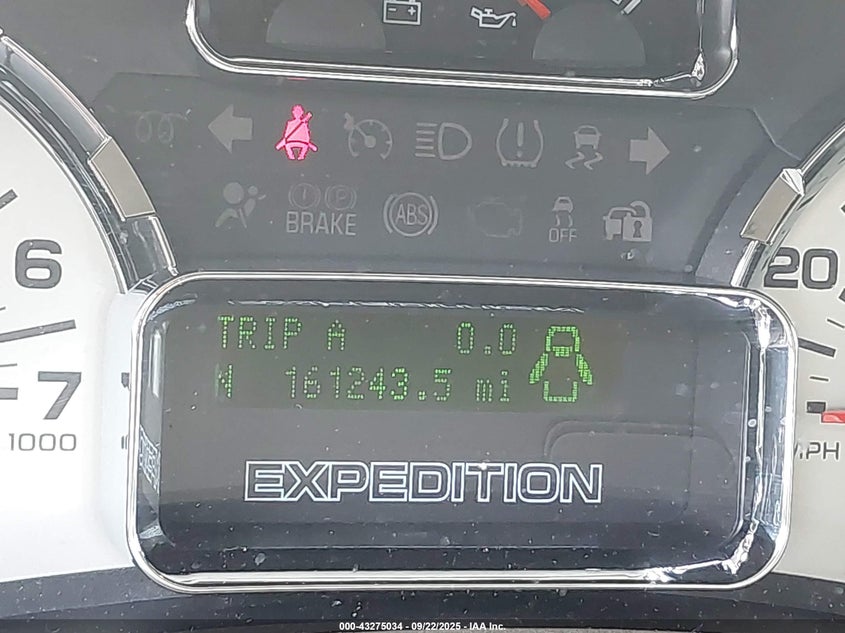 BRAKE
ABS
OFF
6
20
TRIP A 0.0
N 161243.5 mi
7
1000
MPH
EXPEDITION
000-43275034 - 09/22/2025 - IAA Inc.